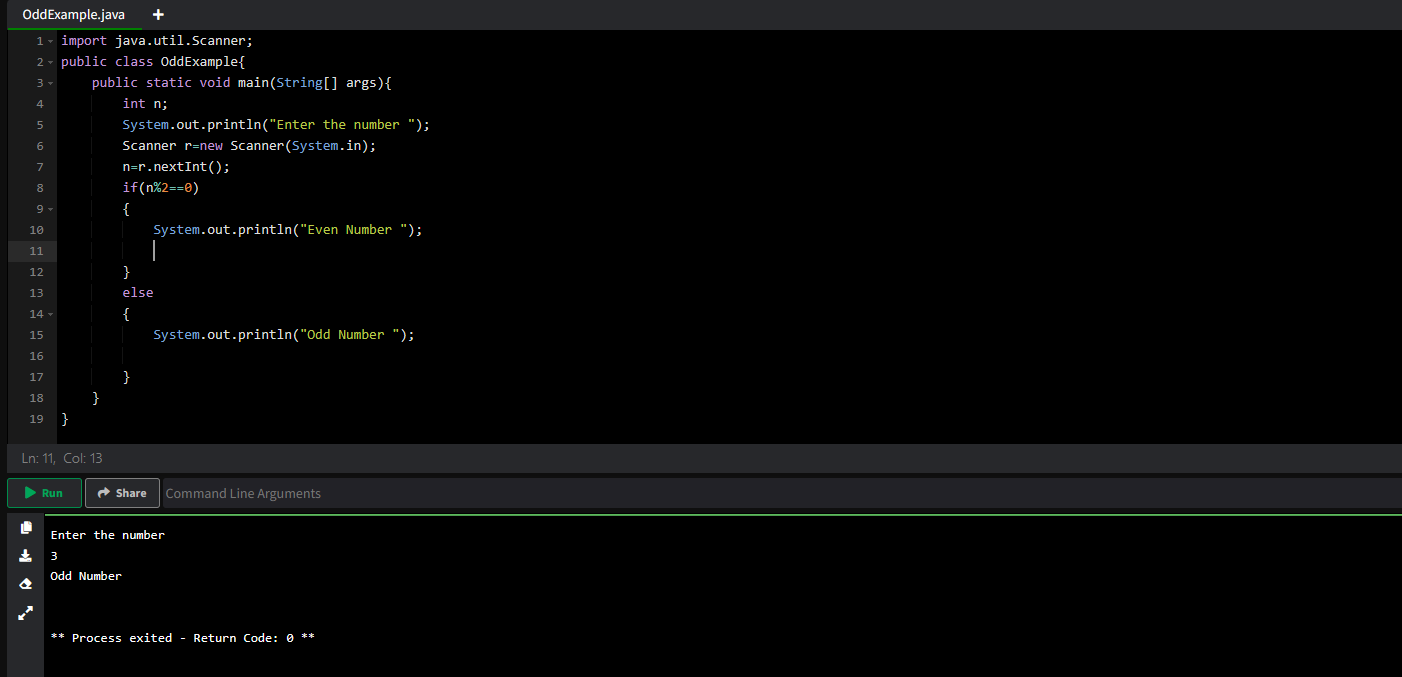 OddExample.java +
1 import java.util.Scanner;
2 public class OddExample{
3     public static void main(String[] args){
4         int n;
5         System.out.println("Enter the number ");
6         Scanner r=new Scanner(System.in);
7         n=r.nextInt();
8         if(n%2==0)
9         {
10             System.out.println("Even Number ");
11
12         }
13         else
14         {
15             System.out.println("Odd Number ");
16
17         }
18     }
19 }
Ln: 11, Col: 13
Run Share Command Line Arguments
Enter the number
3
Odd Number
** Process exited - Return Code: 0 **